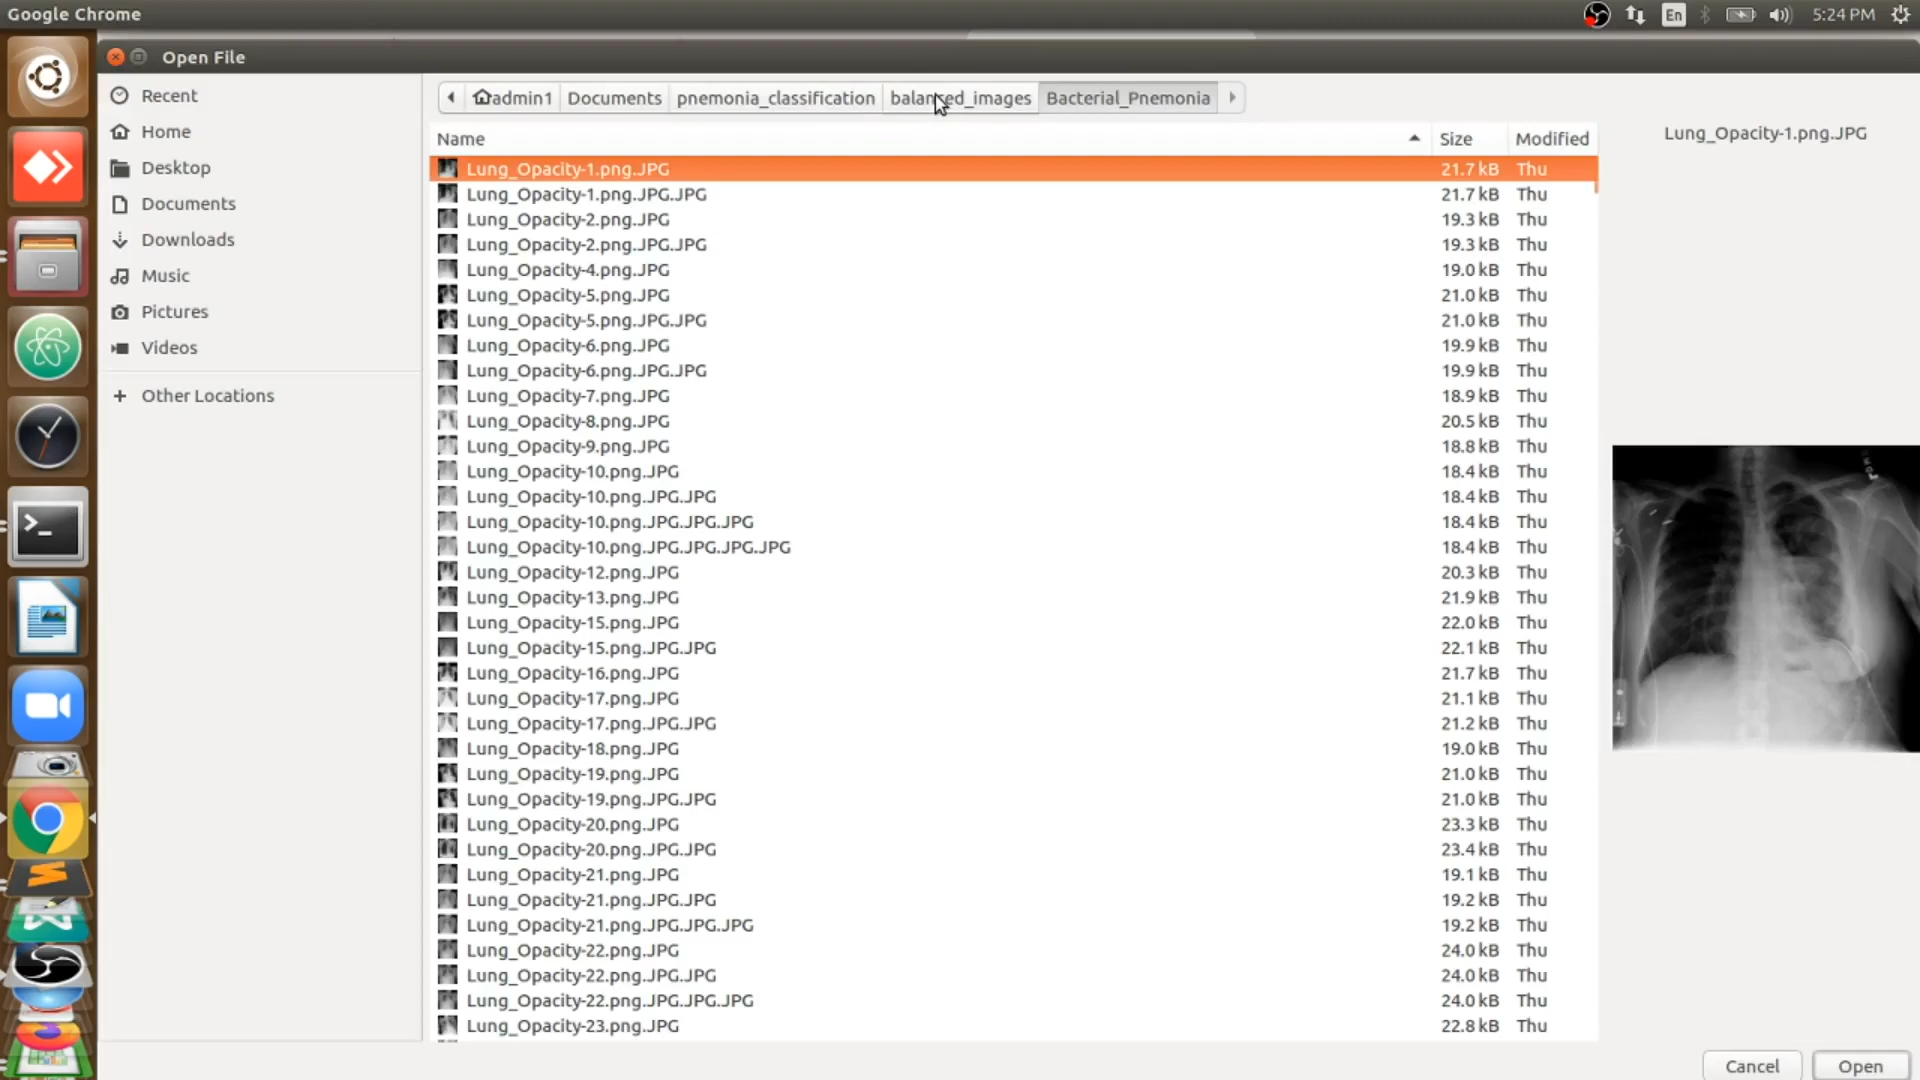 Google Chrome
En
5:24 PM
Open File
Recent
Home
Desktop
Documents
Downloads
Music
Pictures
Videos
+ Other Locations
admin1 Documents pnemonia_classification balanced_images Bacterial_Pnemonia
Name Size Modified
Lung_Opacity-1.png.JPG 21.7 kB Thu
Lung_Opacity-1.png.JPG.JPG 21.7 kB Thu
Lung_Opacity-2.png.JPG 19.3 kB Thu
Lung_Opacity-2.png.JPG.JPG 19.3 kB Thu
Lung_Opacity-4.png.JPG 19.0 kB Thu
Lung_Opacity-5.png.JPG 21.0 kB Thu
Lung_Opacity-5.png.JPG.JPG 21.0 kB Thu
Lung_Opacity-6.png.JPG 19.9 kB Thu
Lung_Opacity-6.png.JPG.JPG 19.9 kB Thu
Lung_Opacity-7.png.JPG 18.9 kB Thu
Lung_Opacity-8.png.JPG 20.5 kB Thu
Lung_Opacity-9.png.JPG 18.8 kB Thu
Lung_Opacity-10.png.JPG 18.4 kB Thu
Lung_Opacity-10.png.JPG.JPG 18.4 kB Thu
Lung_Opacity-10.png.JPG.JPG.JPG 18.4 kB Thu
Lung_Opacity-10.png.JPG.JPG.JPG.JPG 18.4 kB Thu
Lung_Opacity-12.png.JPG 20.3 kB Thu
Lung_Opacity-13.png.JPG 21.9 kB Thu
Lung_Opacity-15.png.JPG 22.0 kB Thu
Lung_Opacity-15.png.JPG.JPG 22.1 kB Thu
Lung_Opacity-16.png.JPG 21.7 kB Thu
Lung_Opacity-17.png.JPG 21.1 kB Thu
Lung_Opacity-17.png.JPG.JPG 21.2 kB Thu
Lung_Opacity-18.png.JPG 19.0 kB Thu
Lung_Opacity-19.png.JPG 21.0 kB Thu
Lung_Opacity-19.png.JPG.JPG 21.0 kB Thu
Lung_Opacity-20.png.JPG 23.3 kB Thu
Lung_Opacity-20.png.JPG.JPG 23.4 kB Thu
Lung_Opacity-21.png.JPG 19.1 kB Thu
Lung_Opacity-21.png.JPG.JPG 19.2 kB Thu
Lung_Opacity-21.png.JPG.JPG.JPG 19.2 kB Thu
Lung_Opacity-22.png.JPG 24.0 kB Thu
Lung_Opacity-22.png.JPG.JPG 24.0 kB Thu
Lung_Opacity-22.png.JPG.JPG.JPG 24.0 kB Thu
Lung_Opacity-23.png.JPG 22.8 kB Thu
Lung_Opacity-1.png.JPG
Cancel Open